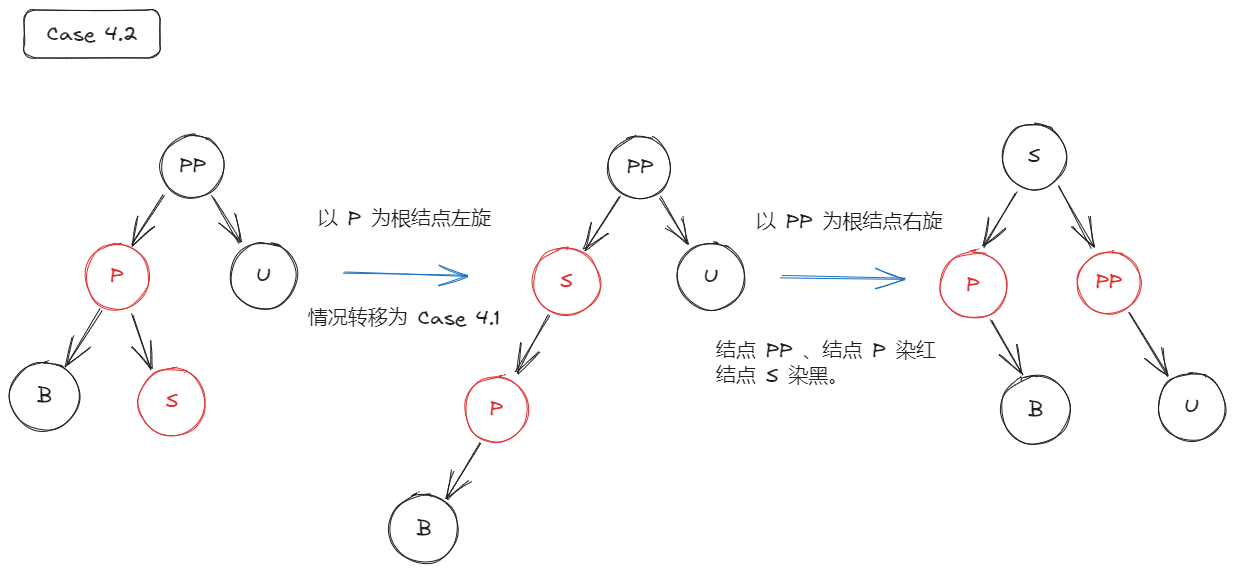 Case 4.2
PP
P
U
B
S
以 P 为根结点左旋
情况转移为 Case 4.1
PP
S
U
P
B
以 PP 为根结点右旋
结点 PP 、结点 P 染红
结点 S 染黑。
S
P
PP
B
U